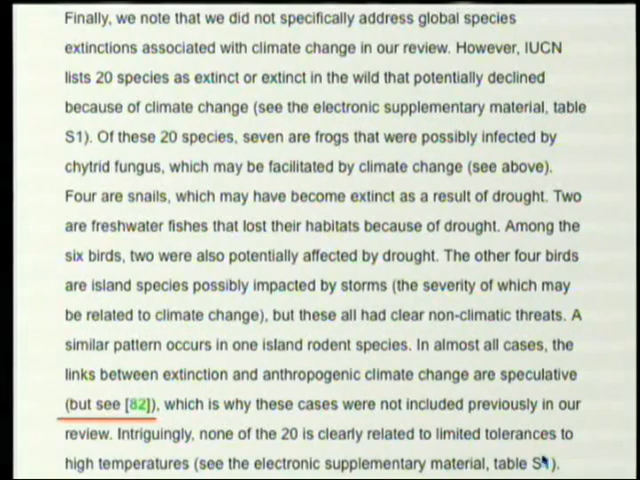 Finally, we note that we did not specifically address global species
extinctions associated with climate change in our review. However, IUCN
lists 20 species as extinct or extinct in the wild that potentially declined
because of climate change (see the electronic supplementary material, table
S1). Of these 20 species, seven are frogs that were possibly infected by
chytrid fungus, which may be facilitated by climate change (see above).
Four are snails, which may have become extinct as a result of drought. Two
are freshwater fishes that lost their habitats because of drought. Among the
six birds, two were also potentially affected by drought. The other four birds
are island species possibly impacted by storms (the severity of which may
be related to climate change), but these all had clear non-climatic threats. A
similar pattern occurs in one island rodent species. In almost all cases, the
links between extinction and anthropogenic climate change are speculative
(but see [82]), which is why these cases were not included previously in our
review. Intriguingly, none of the 20 is clearly related to limited tolerances to
high temperatures (see the electronic supplementary material, table S1).